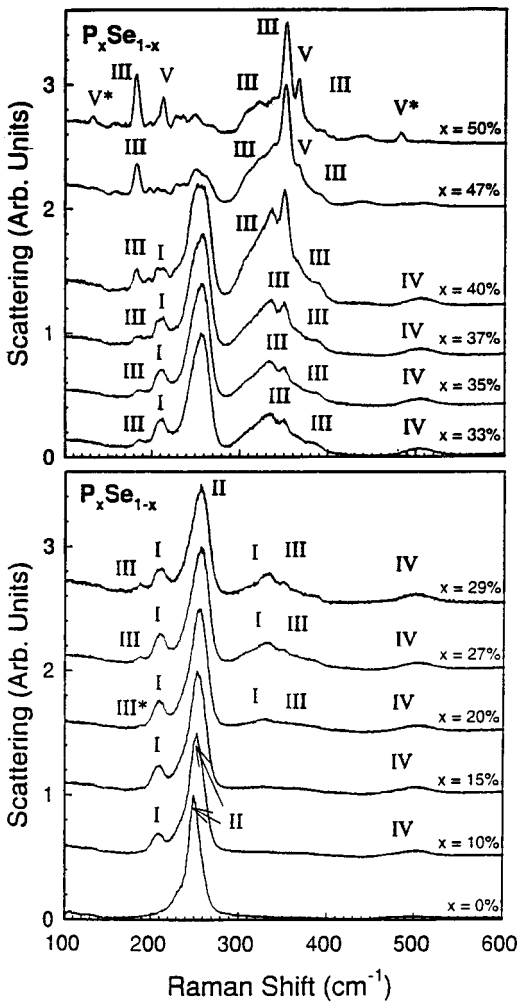 PxSe1-x
III
V
III
V
III
III
V*
V*
x = 50%
3
III
III
V
III
x = 47%
2
III
I
III
III
IV
x = 40%
III
I
III
III
IV
x = 37%
1
III
I
III
III
IV
x = 35%
III
I
III
III
IV
x = 33%
0
Scattering (Arb. Units)
PxSe1-x
II
3
III
I
I
III
IV
x = 29%
III
I
I
III
IV
x = 27%
2
III*
I
I
III
IV
x = 20%
I
IV
x = 15%
1
II
I
IV
x = 10%
x = 0%
0
Scattering (Arb. Units)
100 200 300 400 500 600
Raman Shift (cm-1)